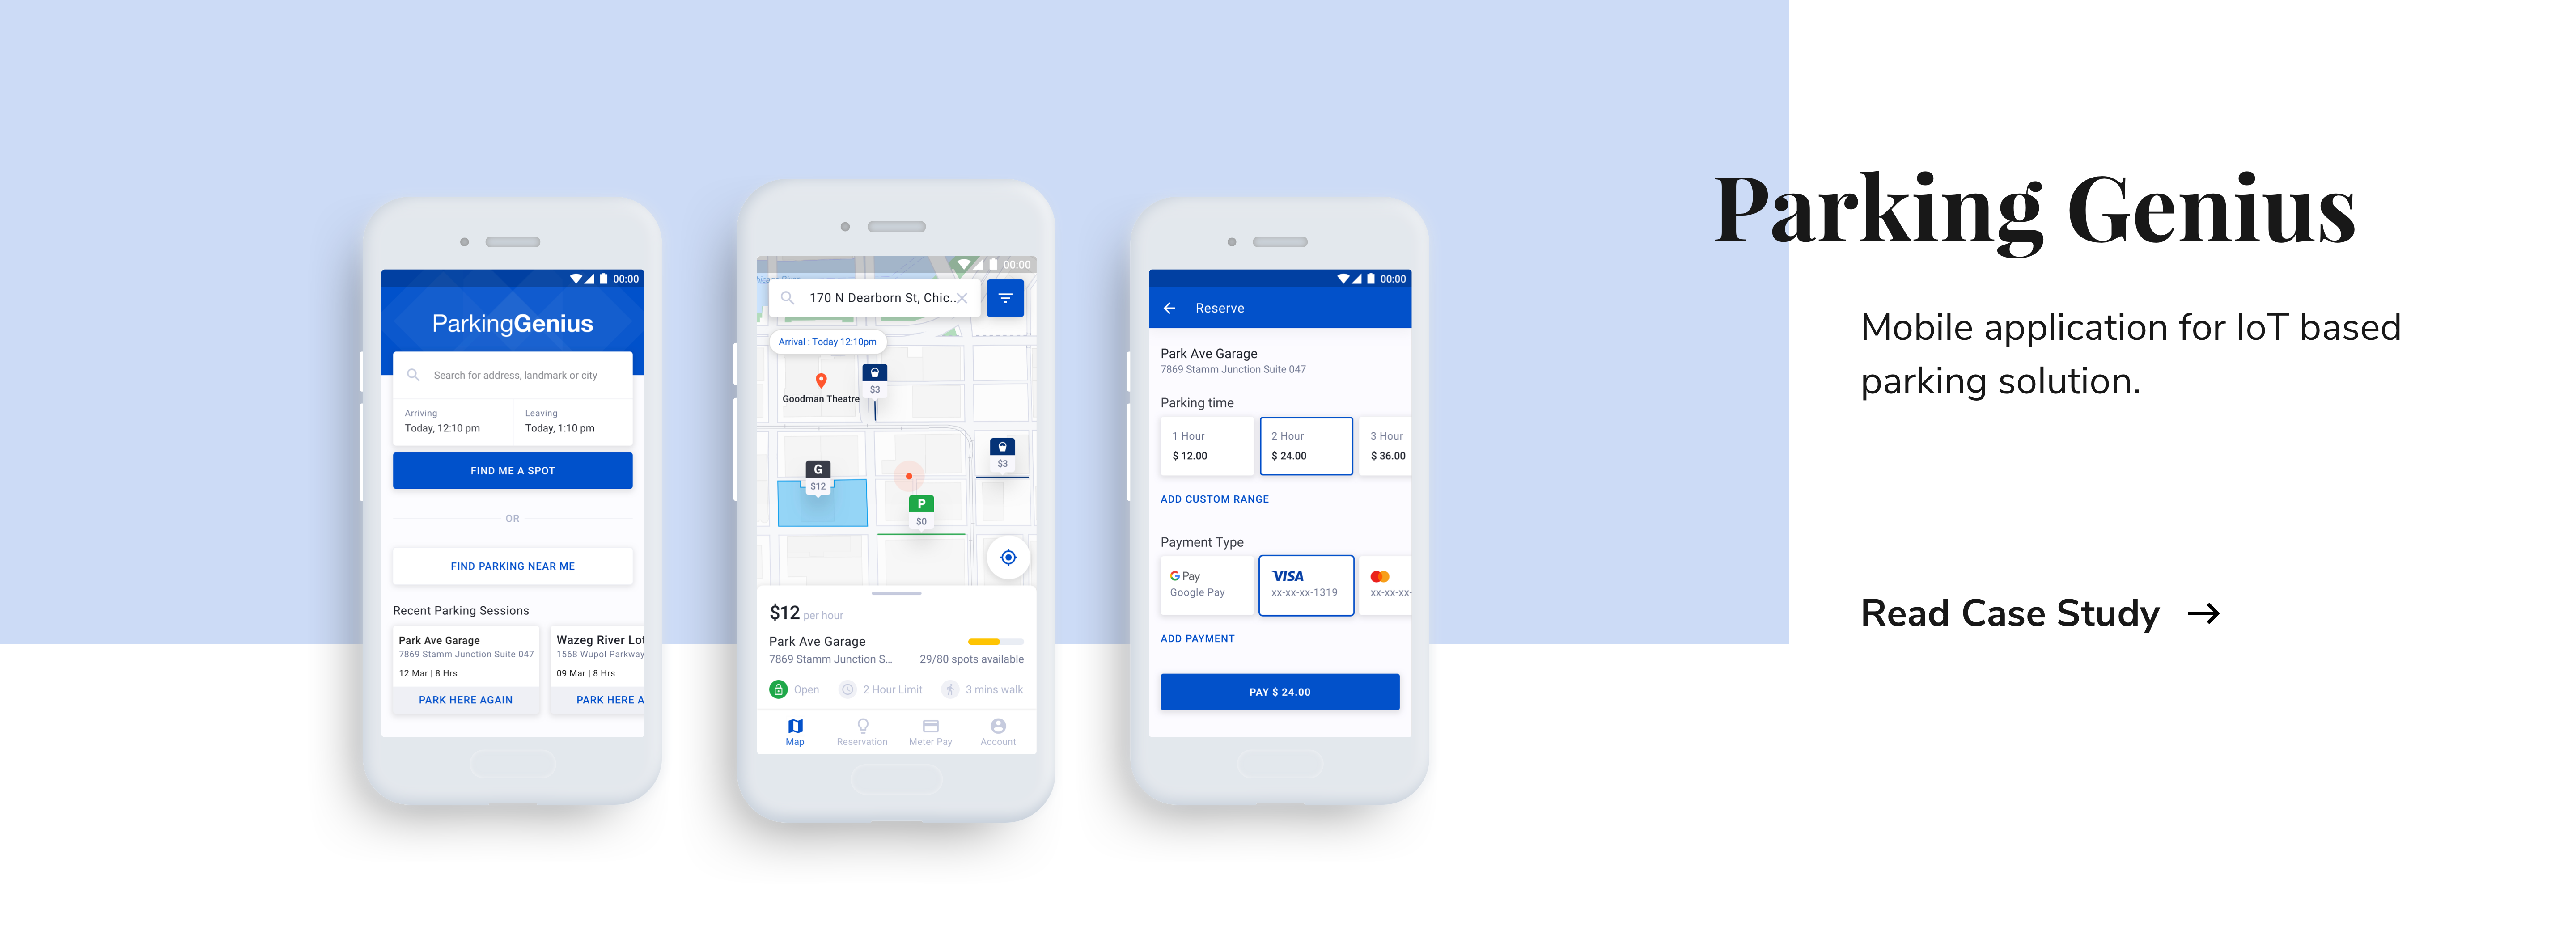 00:00
ParkingGenius
Search for address, landmark or city
Arriving
Today, 12:10 pm
Leaving
Today, 1:10 pm
FIND ME A SPOT
OR
FIND PARKING NEAR ME
Recent Parking Sessions
Park Ave Garage
7869 Stamm Junction Suite 047
12 Mar | 8 Hrs
PARK HERE AGAIN
Wazeg River Lot
1568 Wupol Parkway
09 Mar | 8 Hrs
PARK HERE A
00:00
170 N Dearborn St, Chic..
Arrival : Today 12:10pm
$3
Goodman Theatre
$3
G
$12
P
$0
$12 per hour
Park Ave Garage
7869 Stamm Junction S...
29/80 spots available
Open
2 Hour Limit
3 mins walk
Map
Reservation
Meter Pay
Account
00:00
Reserve
Park Ave Garage
7869 Stamm Junction Suite 047
Parking time
1 Hour
$ 12.00
2 Hour
$ 24.00
3 Hour
$ 36.00
ADD CUSTOM RANGE
Payment Type
G Pay
Google Pay
VISA
xx-xx-xx-1319
xx-xx-xx-
ADD PAYMENT
PAY $ 24.00
Parking Genius
Mobile application for IoT based
parking solution.
Read Case Study →